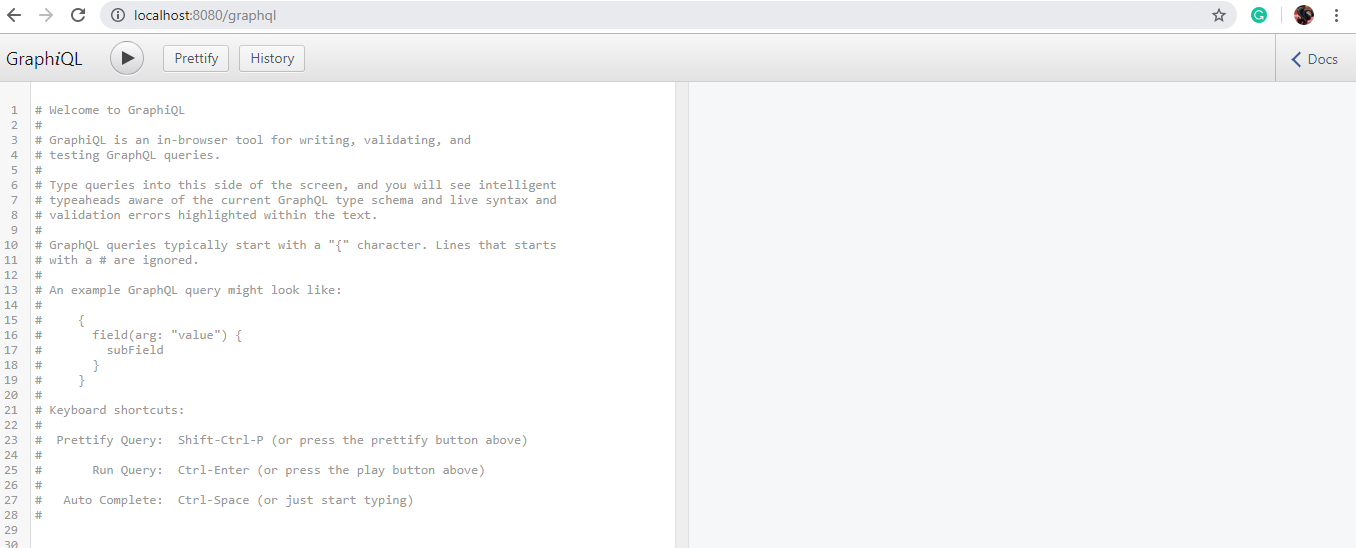 localhost:8080/graphql
GraphiQL Prettify History Docs
1 # Welcome to GraphiQL
2 #
3 # GraphiQL is an in-browser tool for writing, validating, and
4 # testing GraphQL queries.
5 #
6 # Type queries into this side of the screen, and you will see intelligent
7 # typeaheads aware of the current GraphQL type schema and live syntax and
8 # validation errors highlighted within the text.
9 #
10 # GraphQL queries typically start with a "{" character. Lines that starts
11 # with a # are ignored.
12 #
13 # An example GraphQL query might look like:
14 #
15 #     {
16 #       field(arg: "value") {
17 #         subField
18 #       }
19 #     }
20 #
21 # Keyboard shortcuts:
22 #
23 #  Prettify Query:  Shift-Ctrl-P (or press the prettify button above)
24 #
25 #       Run Query:  Ctrl-Enter (or press the play button above)
26 #
27 #   Auto Complete:  Ctrl-Space (or just start typing)
28 #
29
30